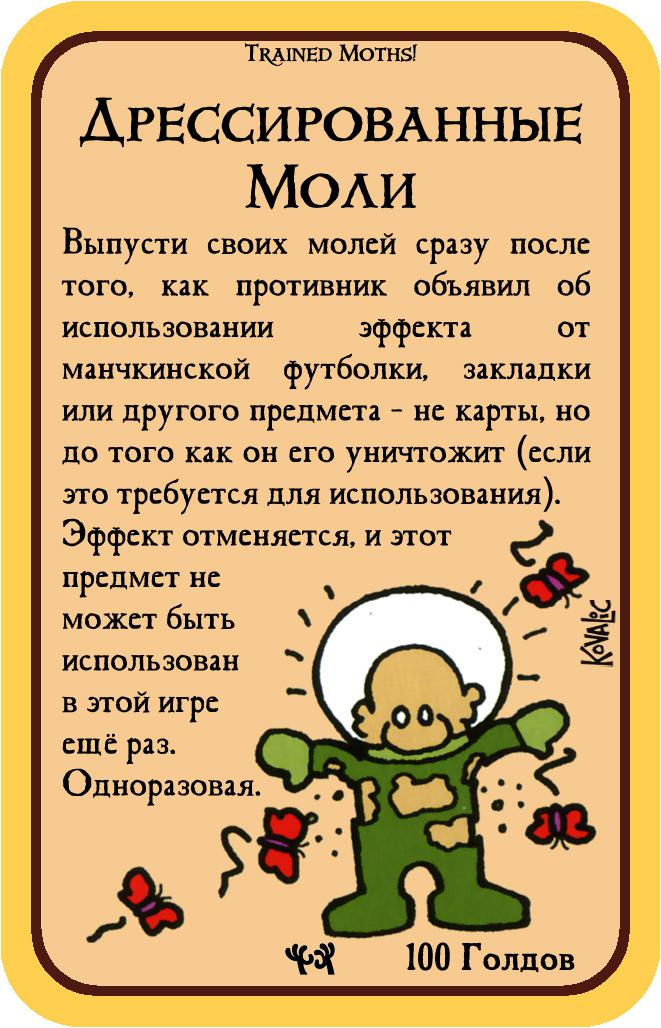 Trained Moths!
Дрессированные
Моли
Выпусти своих молей сразу после
того, как противник объявил об
использовании эффекта от
манчкинской футболки, закладки
или другого предмета - не карты, но
до того как он его уничтожит (если
это требуется для использования).
Эффект отменяется, и этот
предмет не
может быть
использован
в этой игре
ещё раз.
Одноразовая.
Kovalic
100 Голдов